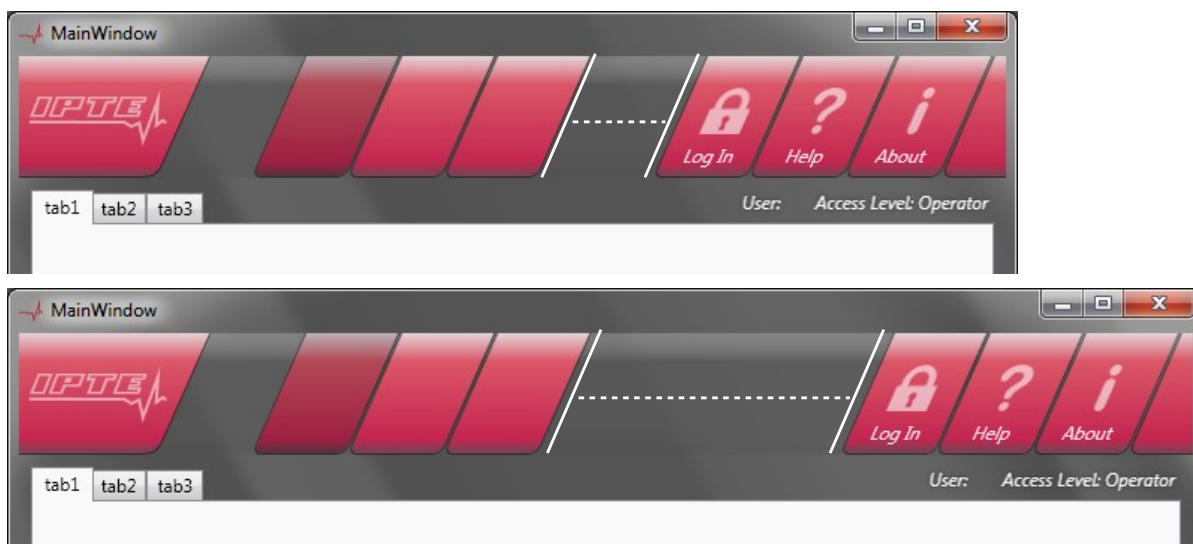 MainWindow
IPTE
Log In Help About
tab1 tab2 tab3 User: Access Level: Operator
MainWindow
IPTE
Log In Help About
tab1 tab2 tab3 User: Access Level: Operator